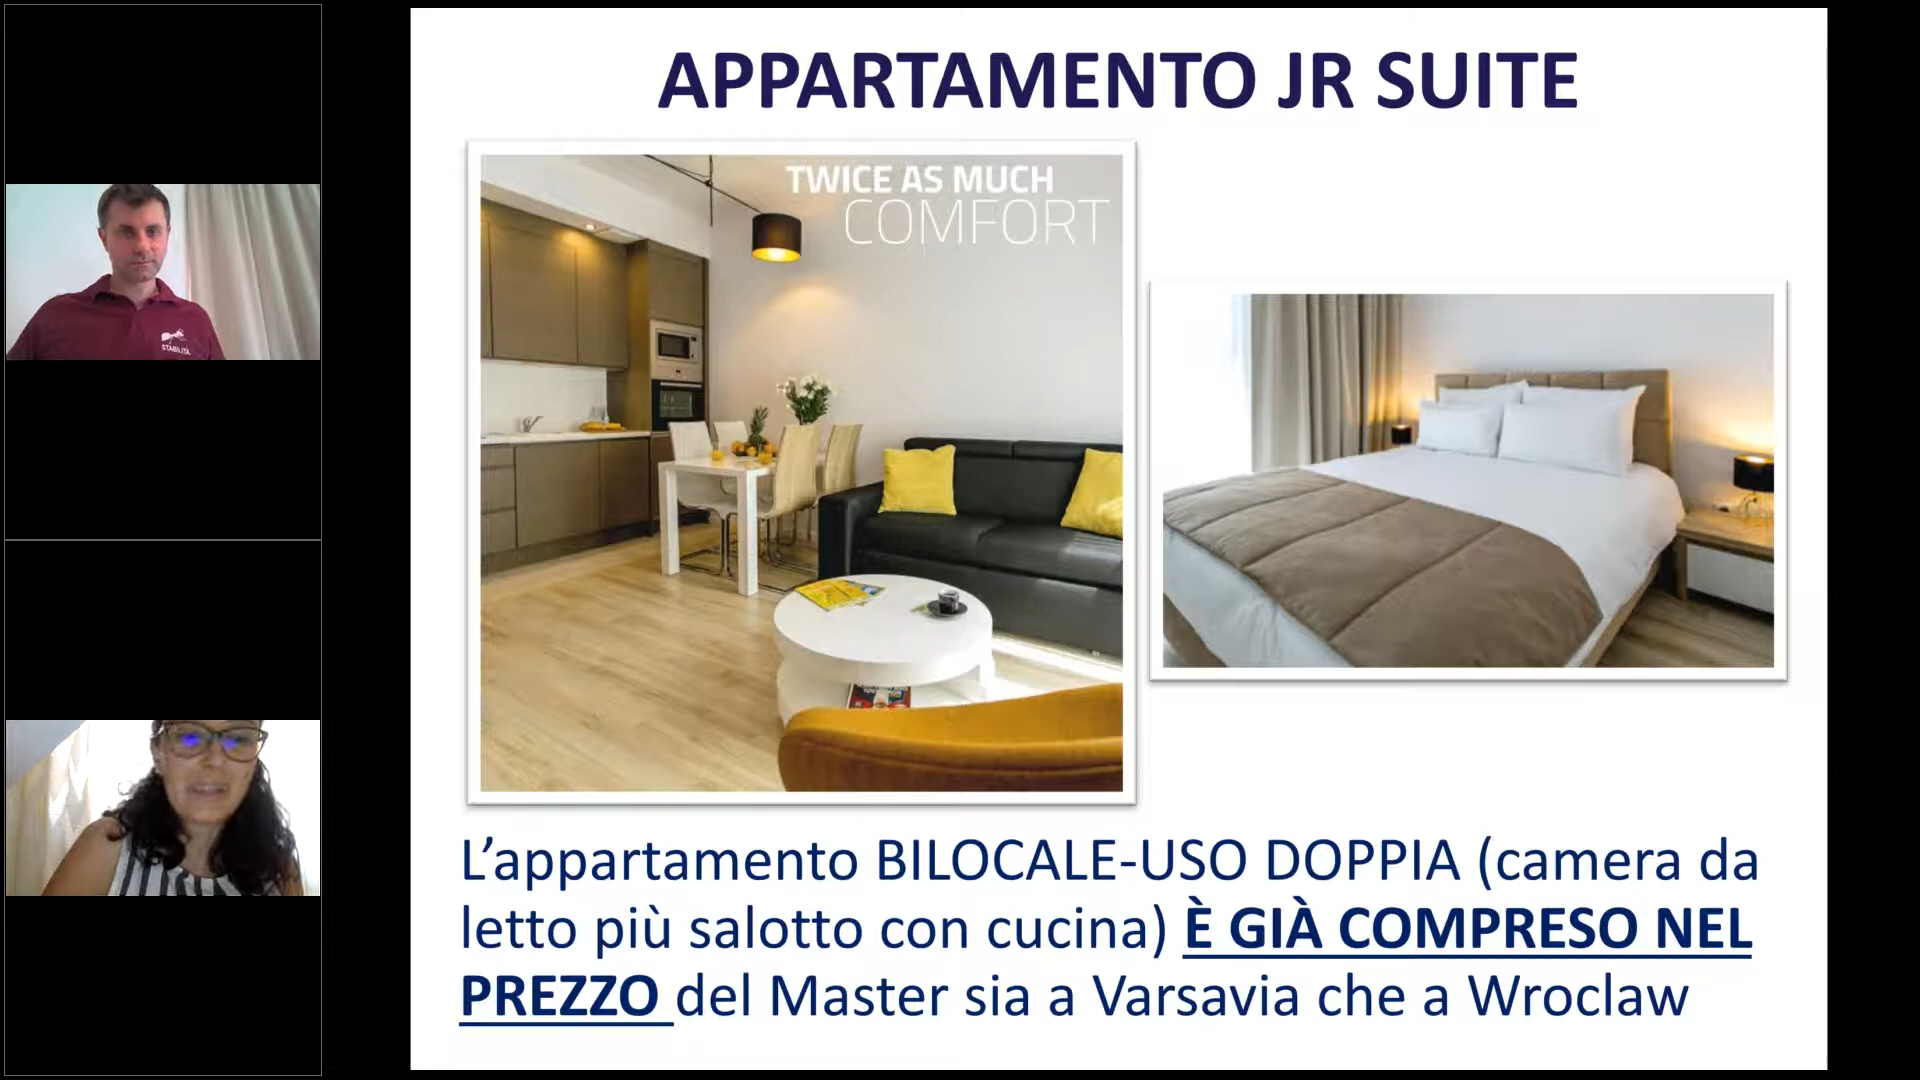 APPARTAMENTO JR SUITE
TWICE AS MUCH
COMFORT
L’appartamento BILOCALE-USO DOPPIA (camera da
letto più salotto con cucina) È GIÀ COMPRESO NEL
PREZZO del Master sia a Varsavia che a Wroclaw
STABILITÀ